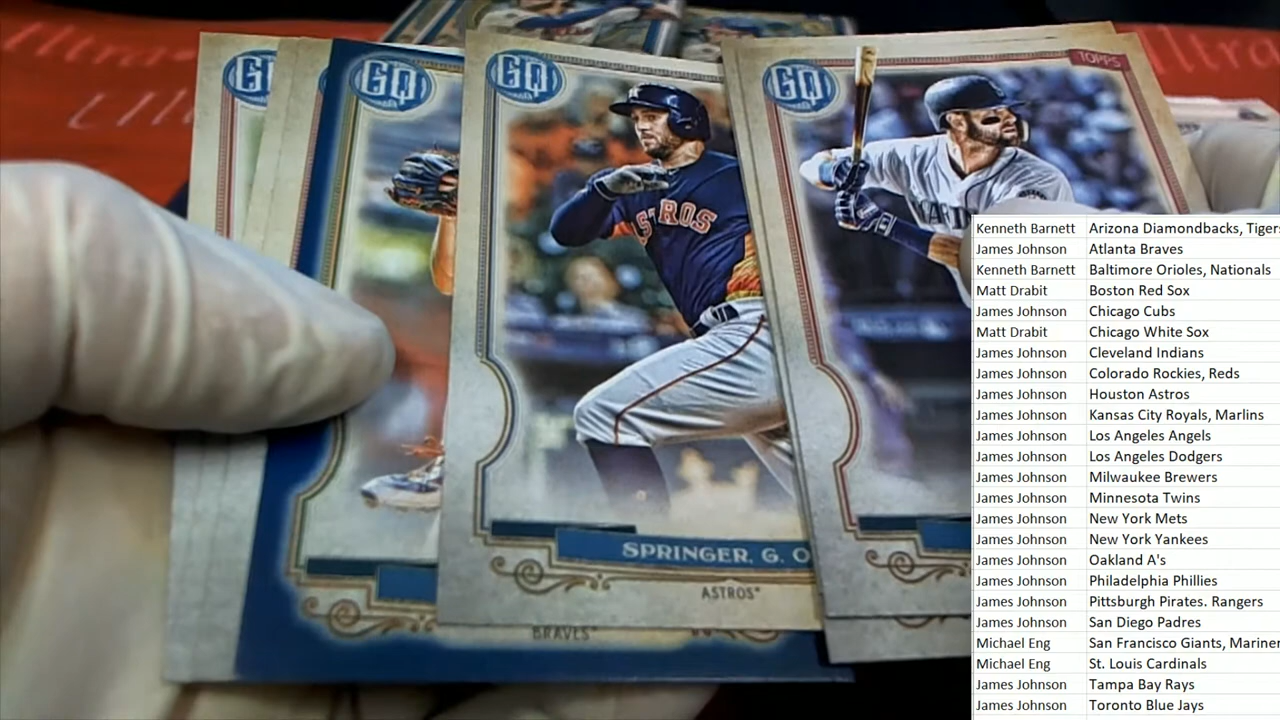 Ultra
Ultra
GQ
GQ
GQ
GQ
TOPPS
ASTROS
SPRINGER, G. O
ASTROS
BRAVES
Kenneth Barnett Arizona Diamondbacks, Tigers
James Johnson Atlanta Braves
Kenneth Barnett Baltimore Orioles, Nationals
Matt Drabit Boston Red Sox
James Johnson Chicago Cubs
Matt Drabit Chicago White Sox
James Johnson Cleveland Indians
James Johnson Colorado Rockies, Reds
James Johnson Houston Astros
James Johnson Kansas City Royals, Marlins
James Johnson Los Angeles Angels
James Johnson Los Angeles Dodgers
James Johnson Milwaukee Brewers
James Johnson Minnesota Twins
James Johnson New York Mets
James Johnson New York Yankees
James Johnson Oakland A's
James Johnson Philadelphia Phillies
James Johnson Pittsburgh Pirates. Rangers
James Johnson San Diego Padres
Michael Eng San Francisco Giants, Mariner
Michael Eng St. Louis Cardinals
James Johnson Tampa Bay Rays
James Johnson Toronto Blue Jays